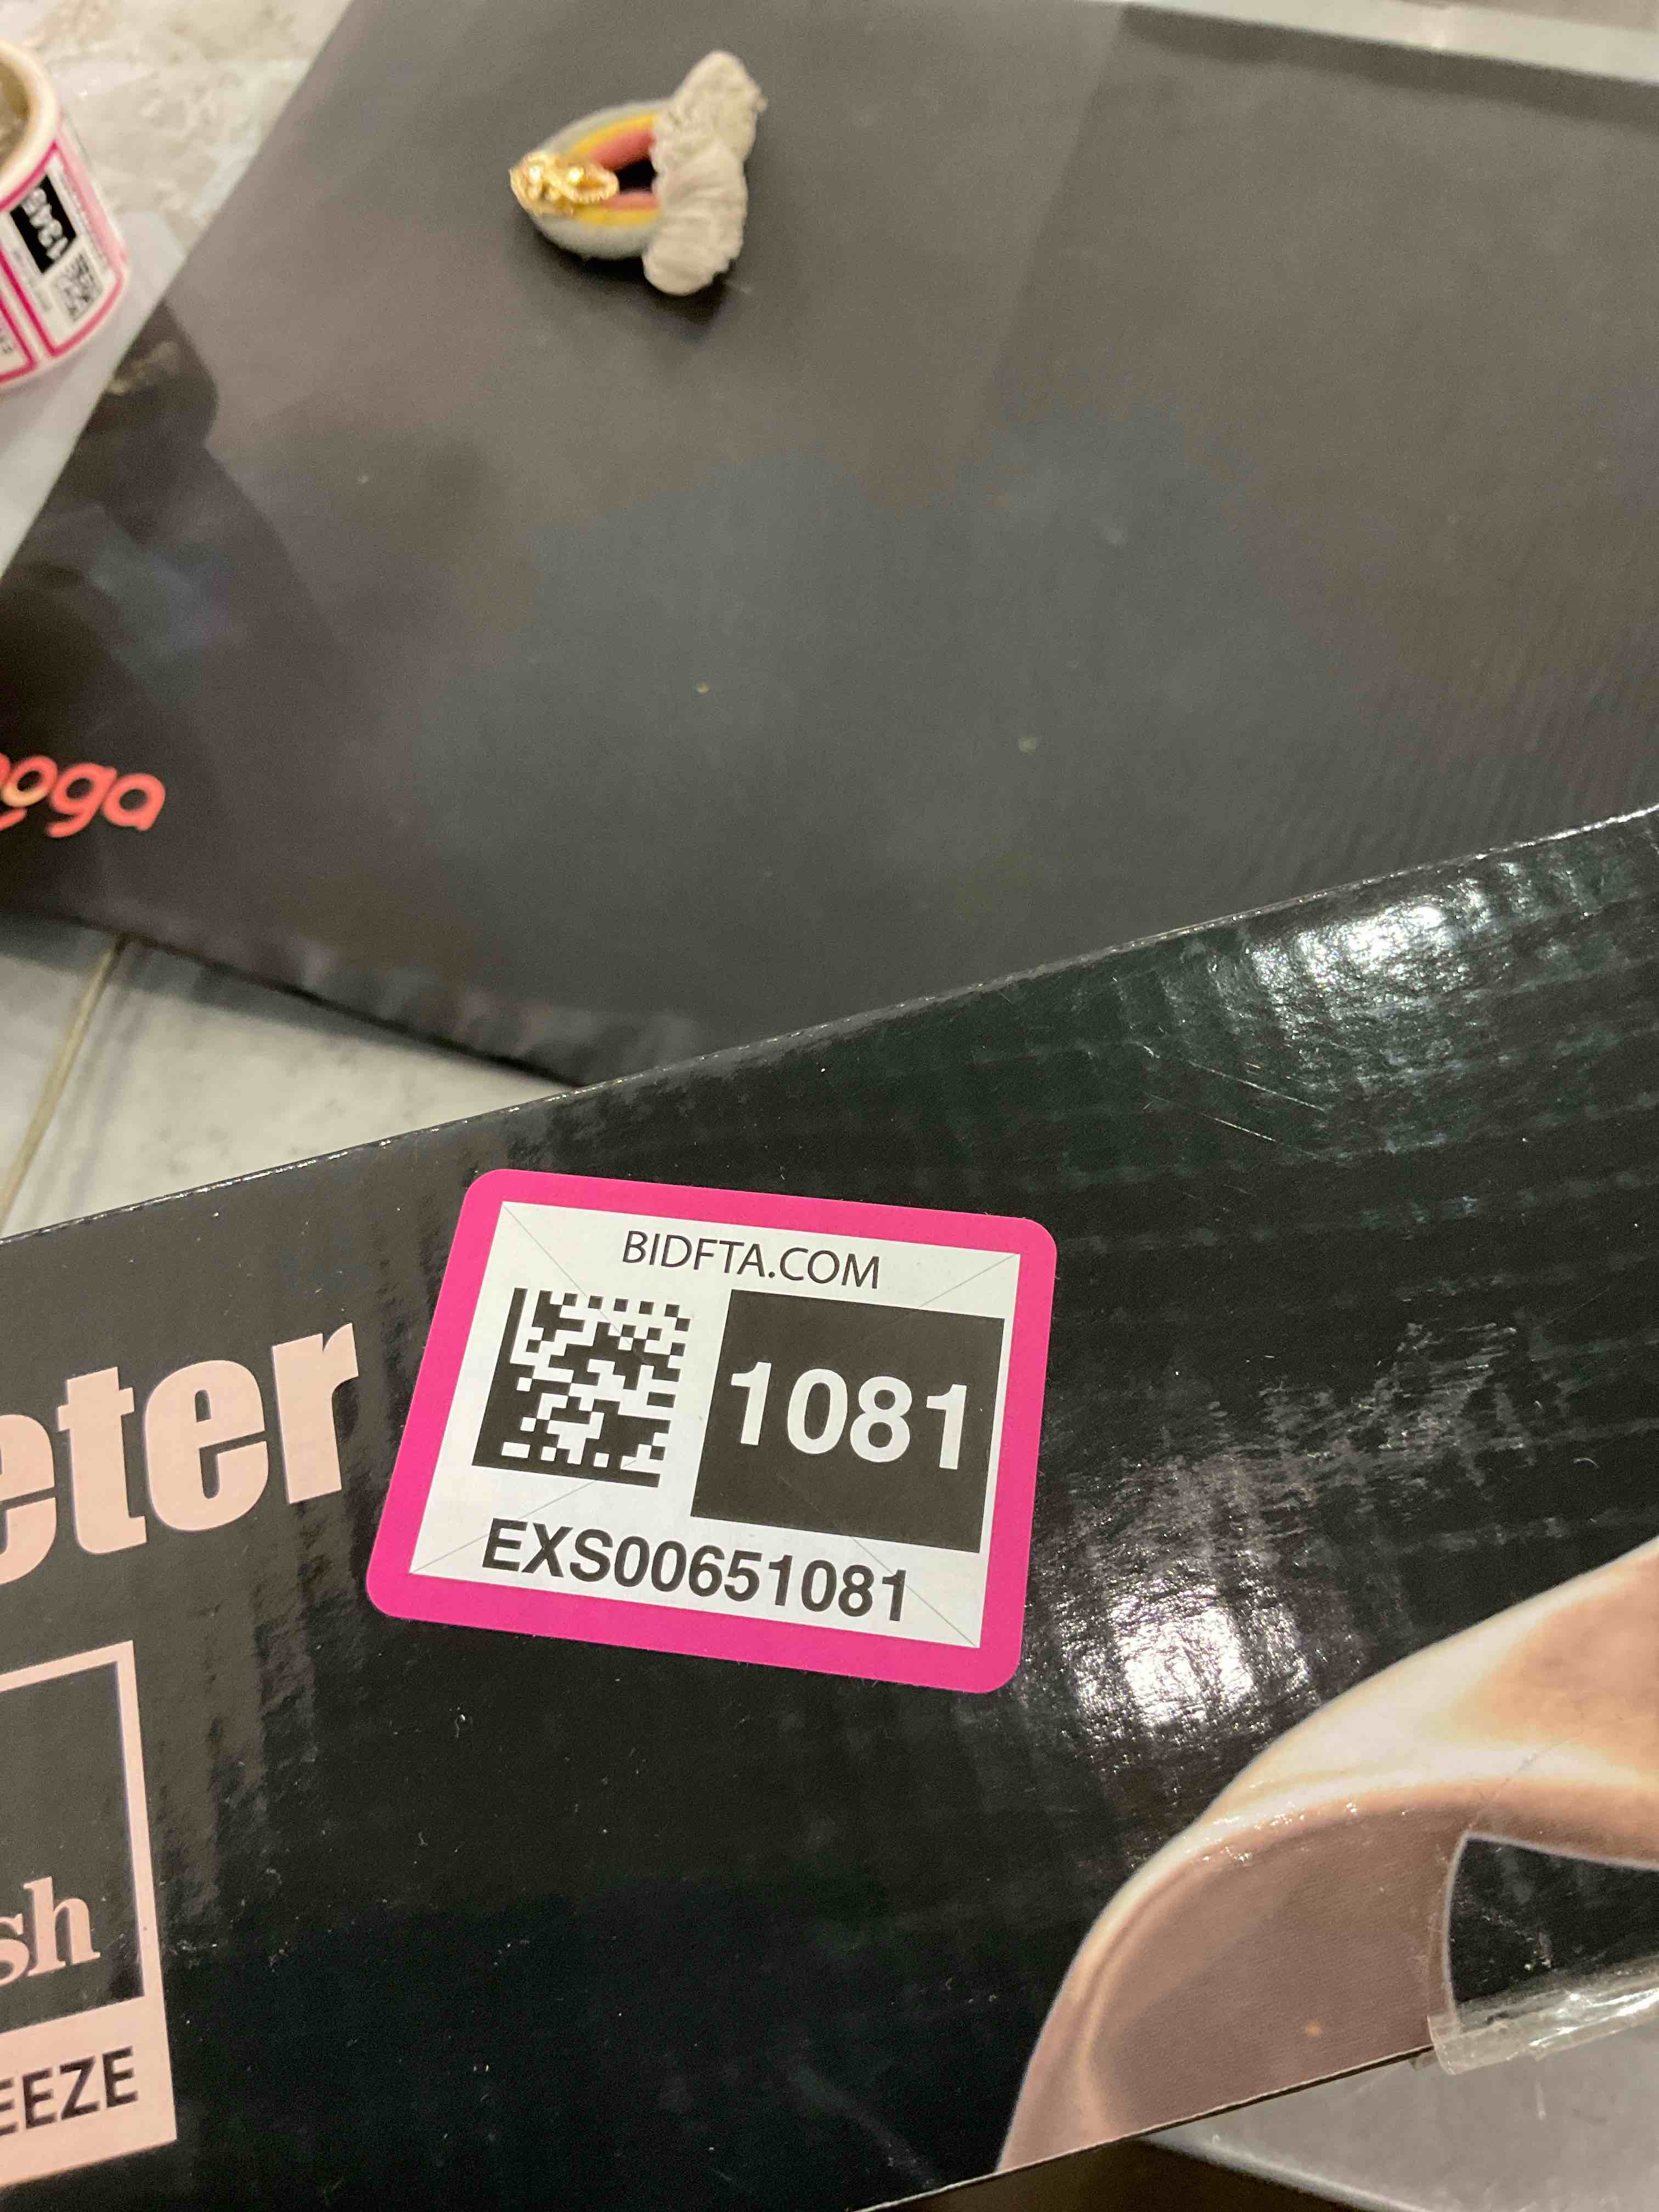 oga
BIDFTA.COM
1081
EXS00651081
eter
sh
EEZE